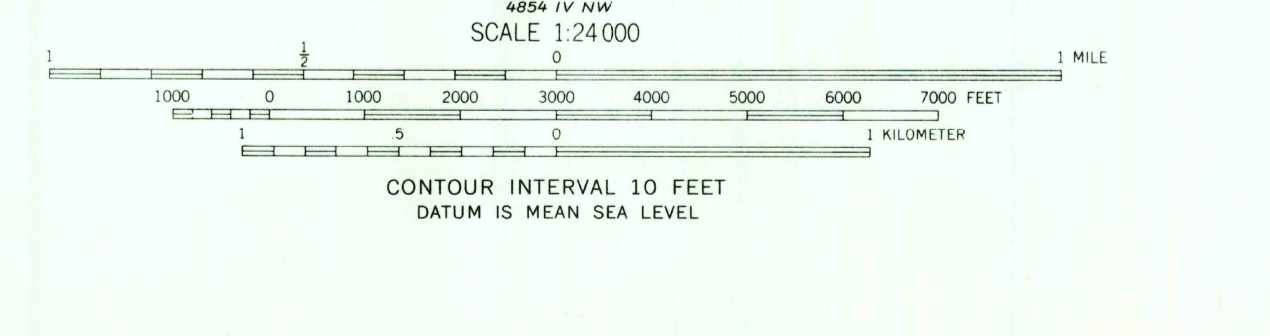 4854 IV NW
SCALE 1:24 000
1 1/2 0 1 MILE
1000 0 1000 2000 3000 4000 5000 6000 7000 FEET
1 .5 0 1 KILOMETER
CONTOUR INTERVAL 10 FEET
DATUM IS MEAN SEA LEVEL